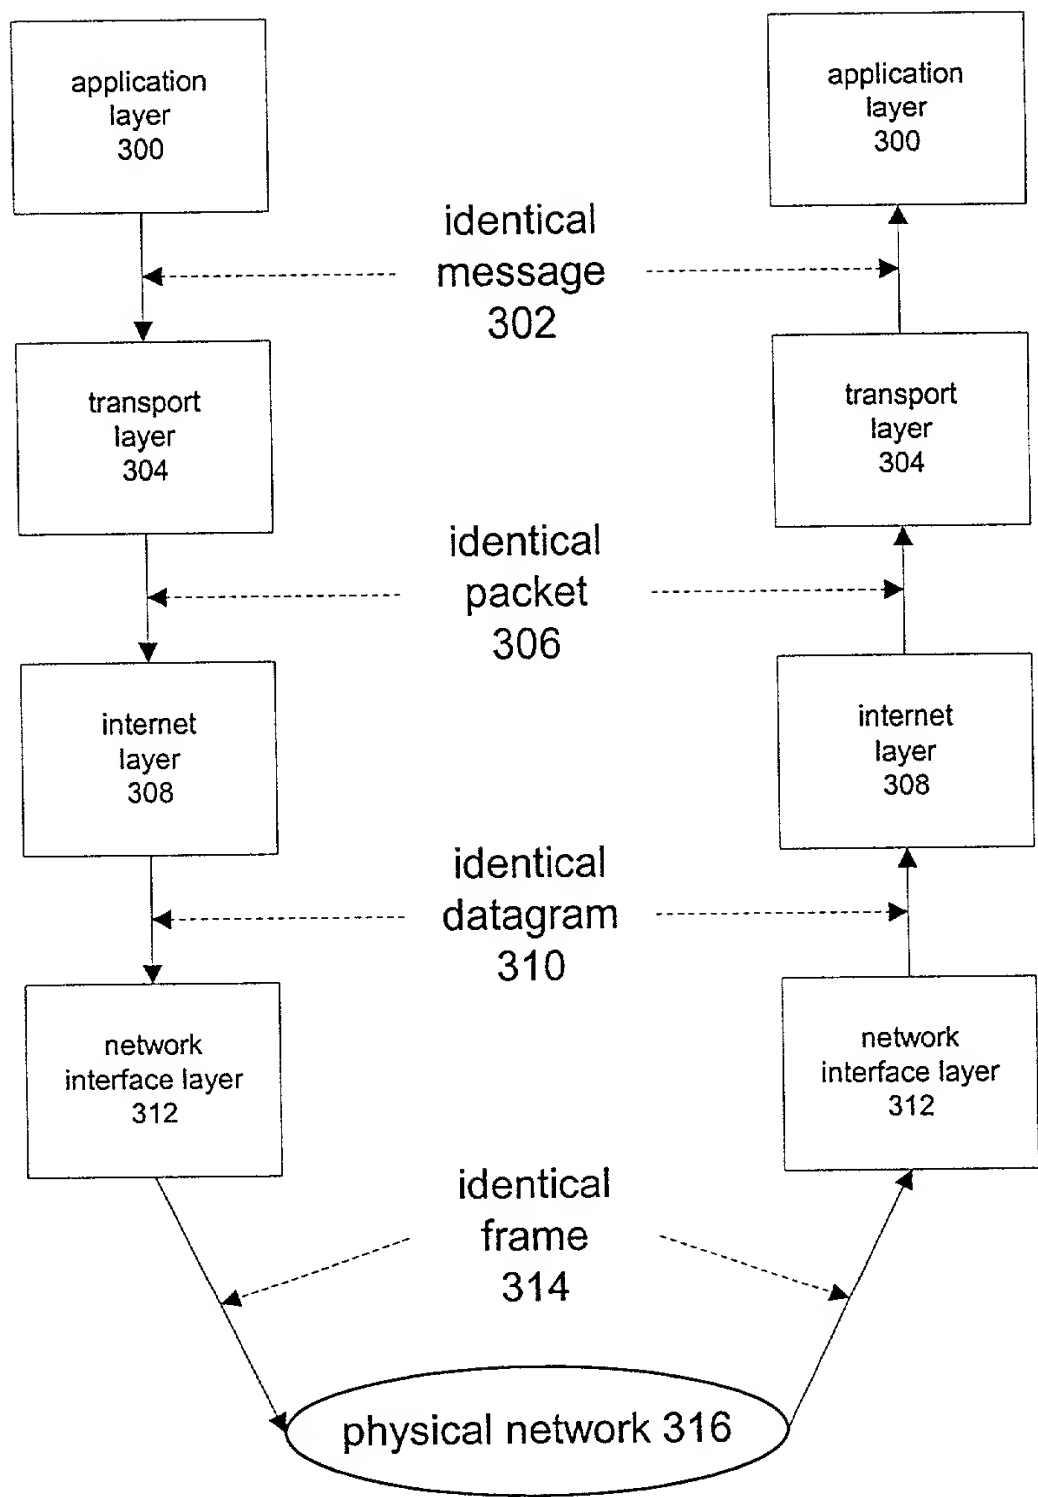 application
layer
300
application
layer
300
identical
message
302
transport
layer
304
transport
layer
304
identical
packet
306
internet
layer
308
internet
layer
308
identical
datagram
310
network
interface layer
312
network
interface layer
312
identical
frame
314
physical network 316